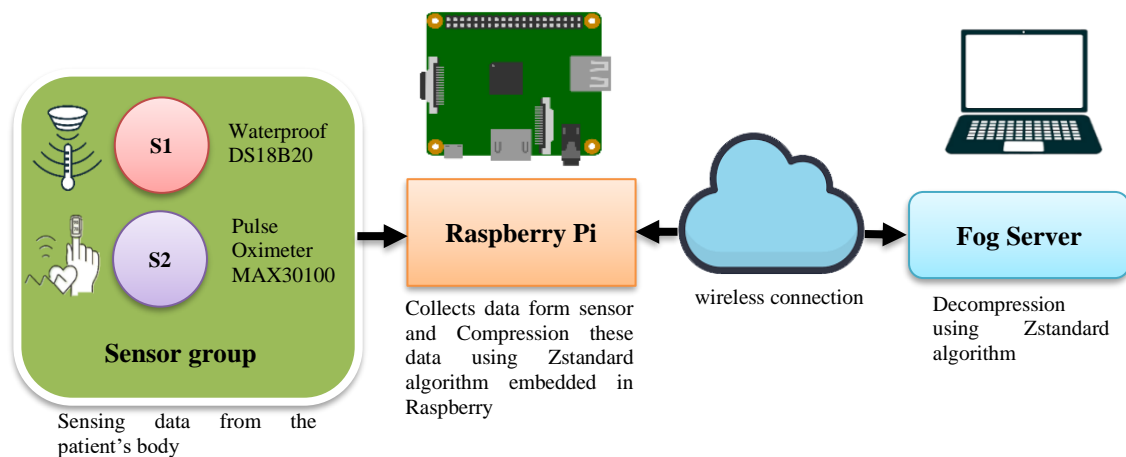 S1
Waterproof
DS18B20
S2
Pulse
Oximeter
MAX30100
Sensor group
Sensing data from the
patient's body
Raspberry Pi
Collects data form sensor
and Compression these
data using Zstandard
algorithm embedded in
Raspberry
wireless connection
Fog Server
Decompression
using Zstandard
algorithm